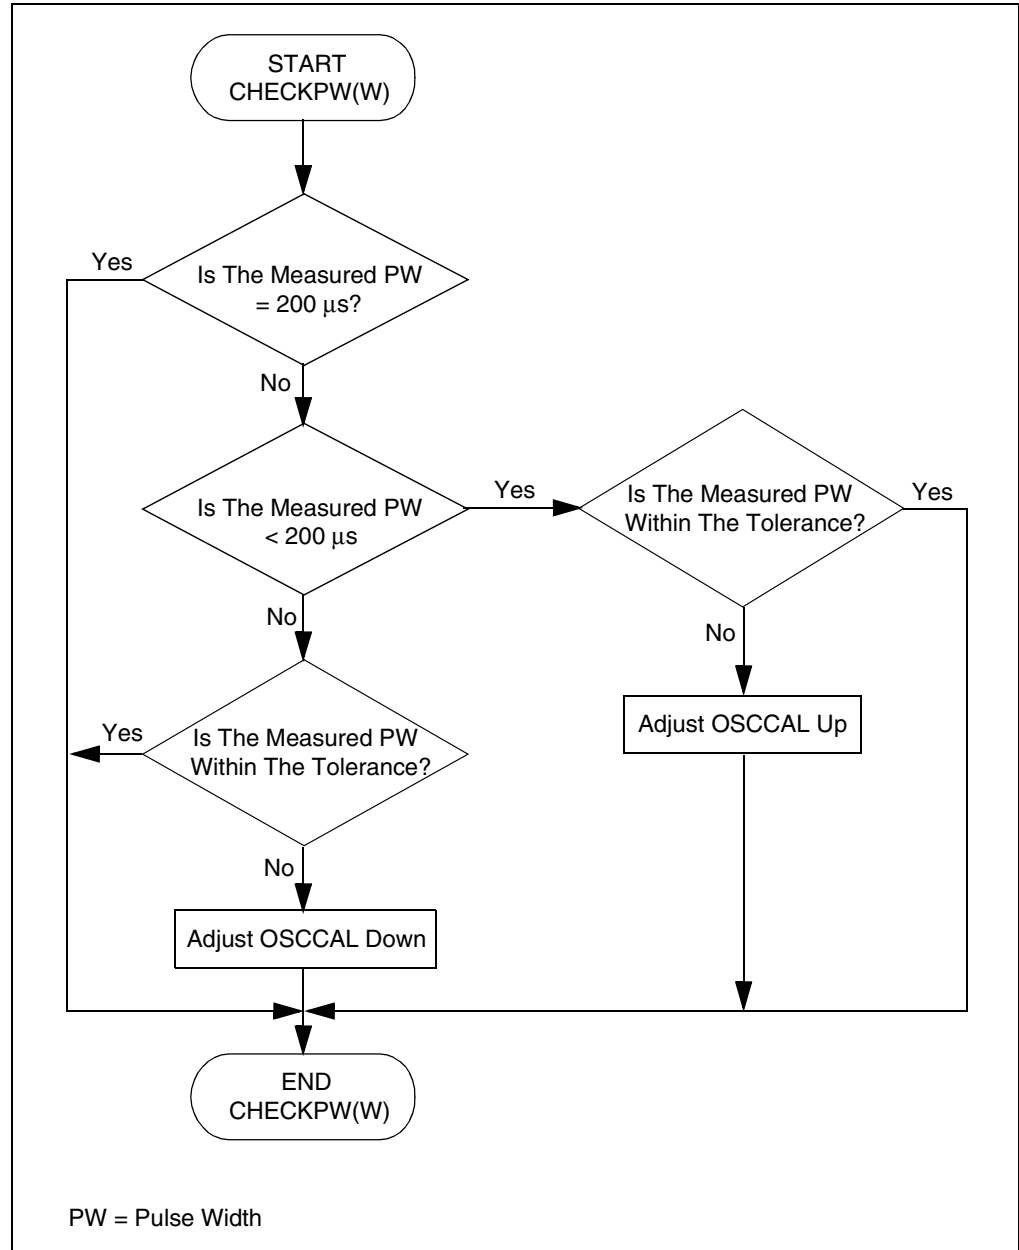 START
CHECKPW(W)
Yes
Is The Measured PW
= 200 μs?
No
Is The Measured PW
< 200 μs
Yes
Is The Measured PW
Within The Tolerance?
Yes
No
No
Adjust OSCCAL Up
Yes
Is The Measured PW
Within The Tolerance?
No
Adjust OSCCAL Down
END
CHECKPW(W)
PW = Pulse Width